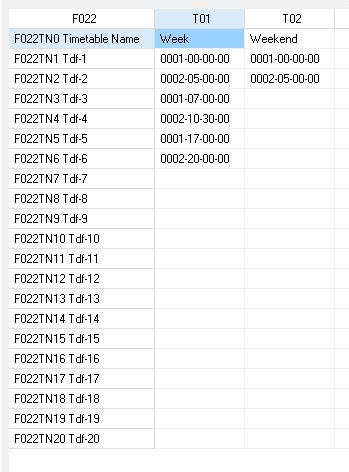 F022 T01 T02
F022TN0 Timetable Name Week Weekend
F022TN1 Tdf-1 0001-00-00-00 0001-00-00-00
F022TN2 Tdf-2 0002-05-00-00 0002-05-00-00
F022TN3 Tdf-3 0001-07-00-00
F022TN4 Tdf-4 0002-10-30-00
F022TN5 Tdf-5 0001-17-00-00
F022TN6 Tdf-6 0002-20-00-00
F022TN7 Tdf-7
F022TN8 Tdf-8
F022TN9 Tdf-9
F022TN10 Tdf-10
F022TN11 Tdf-11
F022TN12 Tdf-12
F022TN13 Tdf-13
F022TN14 Tdf-14
F022TN15 Tdf-15
F022TN16 Tdf-16
F022TN17 Tdf-17
F022TN18 Tdf-18
F022TN19 Tdf-19
F022TN20 Tdf-20